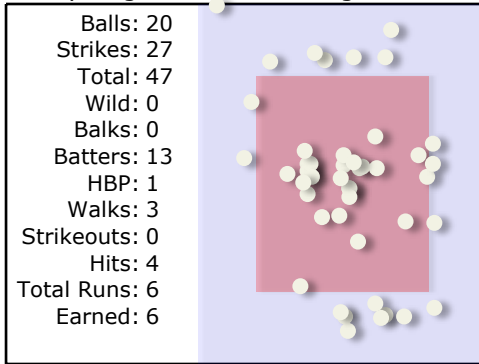 Balls: 20
Strikes: 27
Total: 47
Wild: 0
Balks: 0
Batters: 13
HBP: 1
Walks: 3
Strikeouts: 0
Hits: 4
Total Runs: 6
Earned: 6